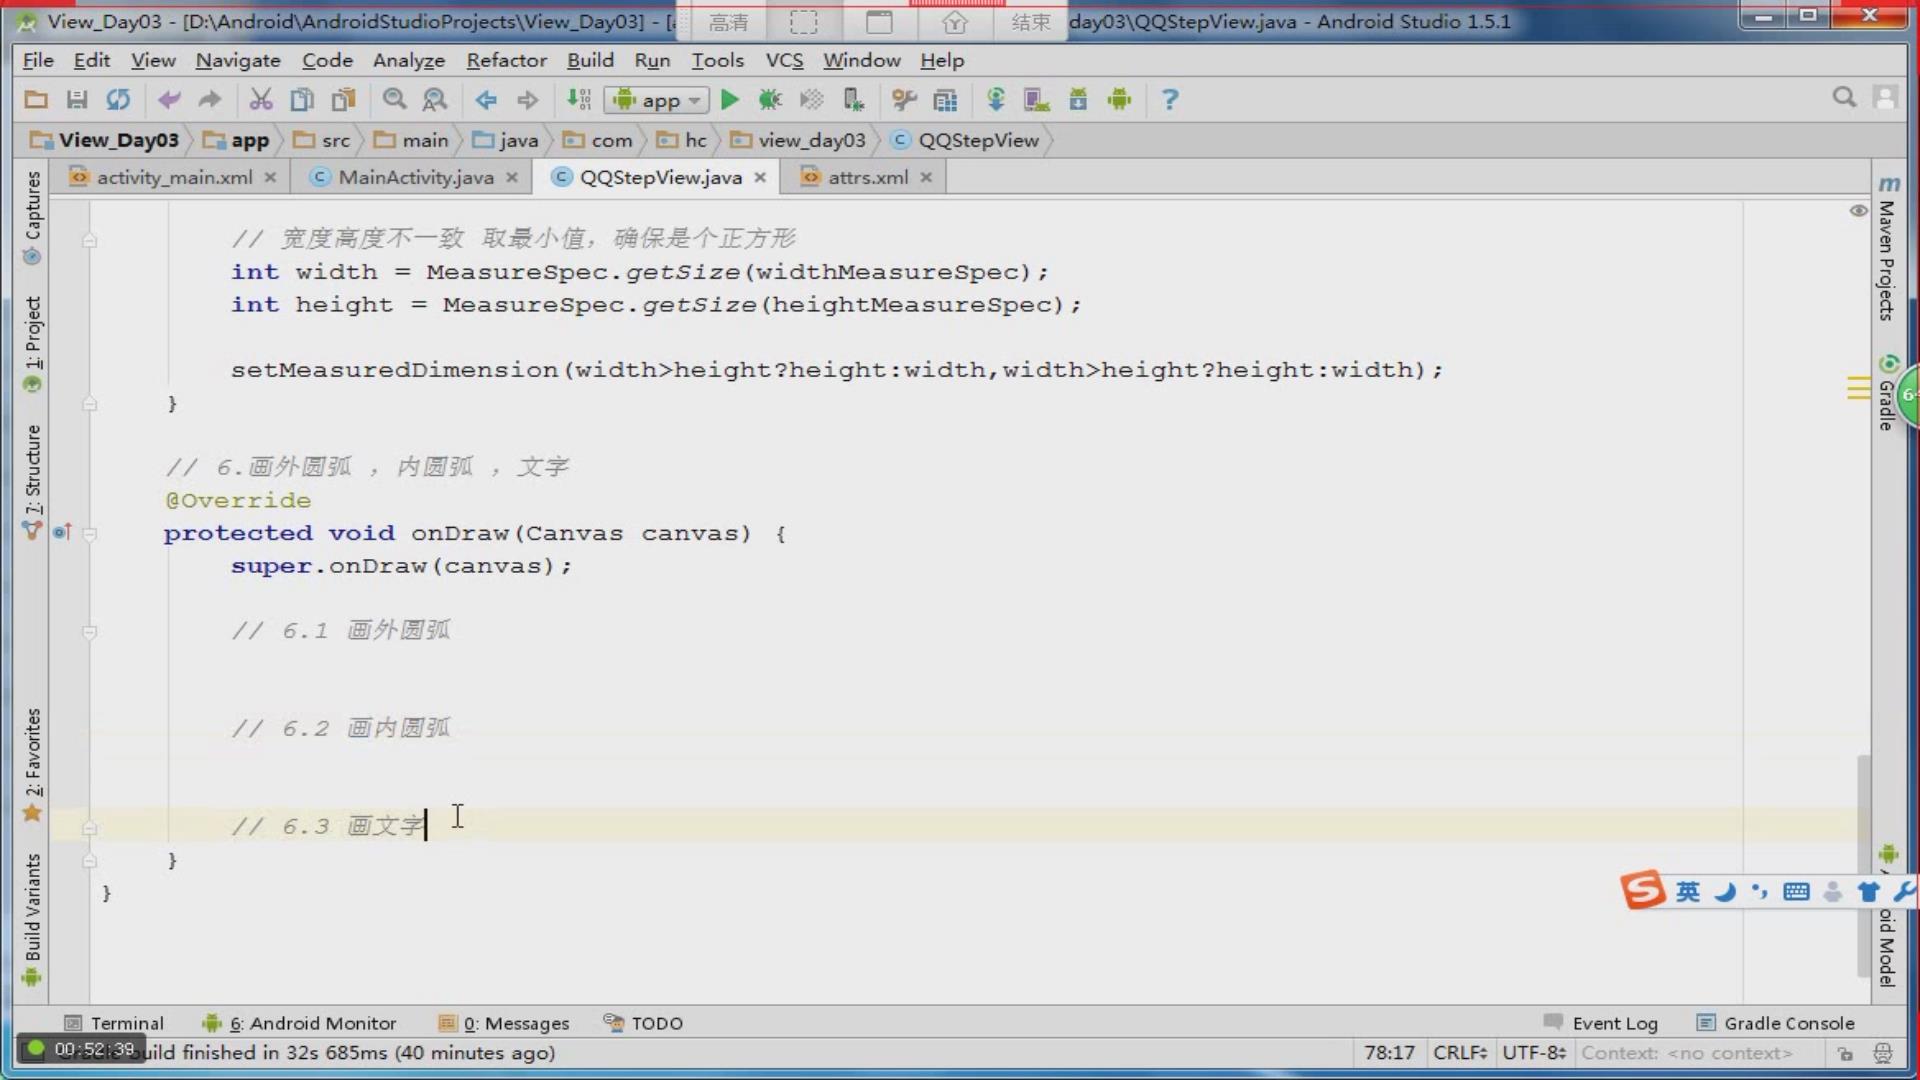 View_Day03 - [D:\Android\AndroidStudioProjects\View_Day03] - [
高清
结束
day03\QQStepView.java - Android Studio 1.5.1
File Edit View Navigate Code Analyze Refactor Build Run Tools VCS Window Help
app
View_Day03 app src main java com hc view_day03 QQStepView
activity_main.xml MainActivity.java QQStepView.java attrs.xml
Captures
1: Project
7: Structure
2: Favorites
Build Variants
// 宽度高度不一致 取最小值，确保是个正方形
int width = MeasureSpec.getSize(widthMeasureSpec);
int height = MeasureSpec.getSize(heightMeasureSpec);
setMeasuredDimension(width>height?height:width,width>height?height:width);
}
// 6.画外圆弧 ，内圆弧 ，文字
@Override
protected void onDraw(Canvas canvas) {
super.onDraw(canvas);
// 6.1 画外圆弧
// 6.2 画内圆弧
// 6.3 画文字
}
}
Maven Projects
Gradle
6
英
oid Model
Terminal 6: Android Monitor 0: Messages TODO
Event Log Gradle Console
00:52:39
build finished in 32s 685ms (40 minutes ago)
78:17 CRLF UTF-8 Context: <no context>